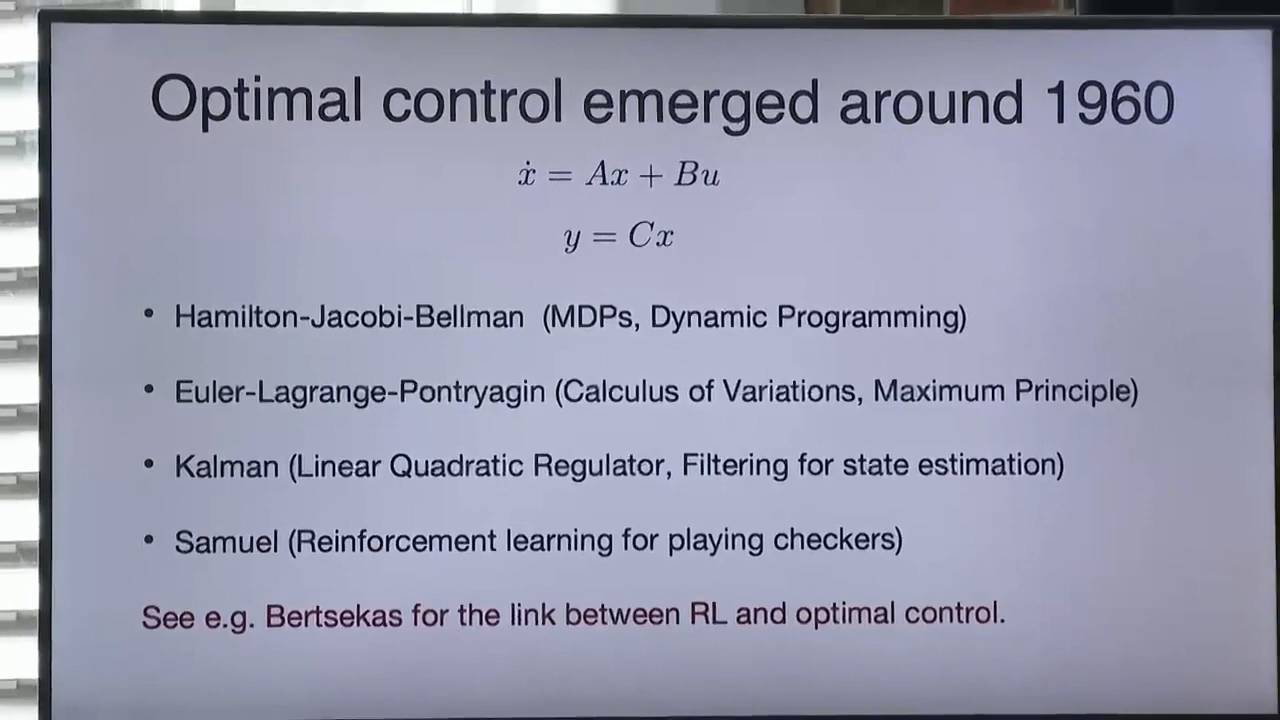 Optimal control emerged around 1960
ẋ = Ax + Bu
y = Cx
• Hamilton-Jacobi-Bellman (MDPs, Dynamic Programming)
• Euler-Lagrange-Pontryagin (Calculus of Variations, Maximum Principle)
• Kalman (Linear Quadratic Regulator, Filtering for state estimation)
• Samuel (Reinforcement learning for playing checkers)
See e.g. Bertsekas for the link between RL and optimal control.